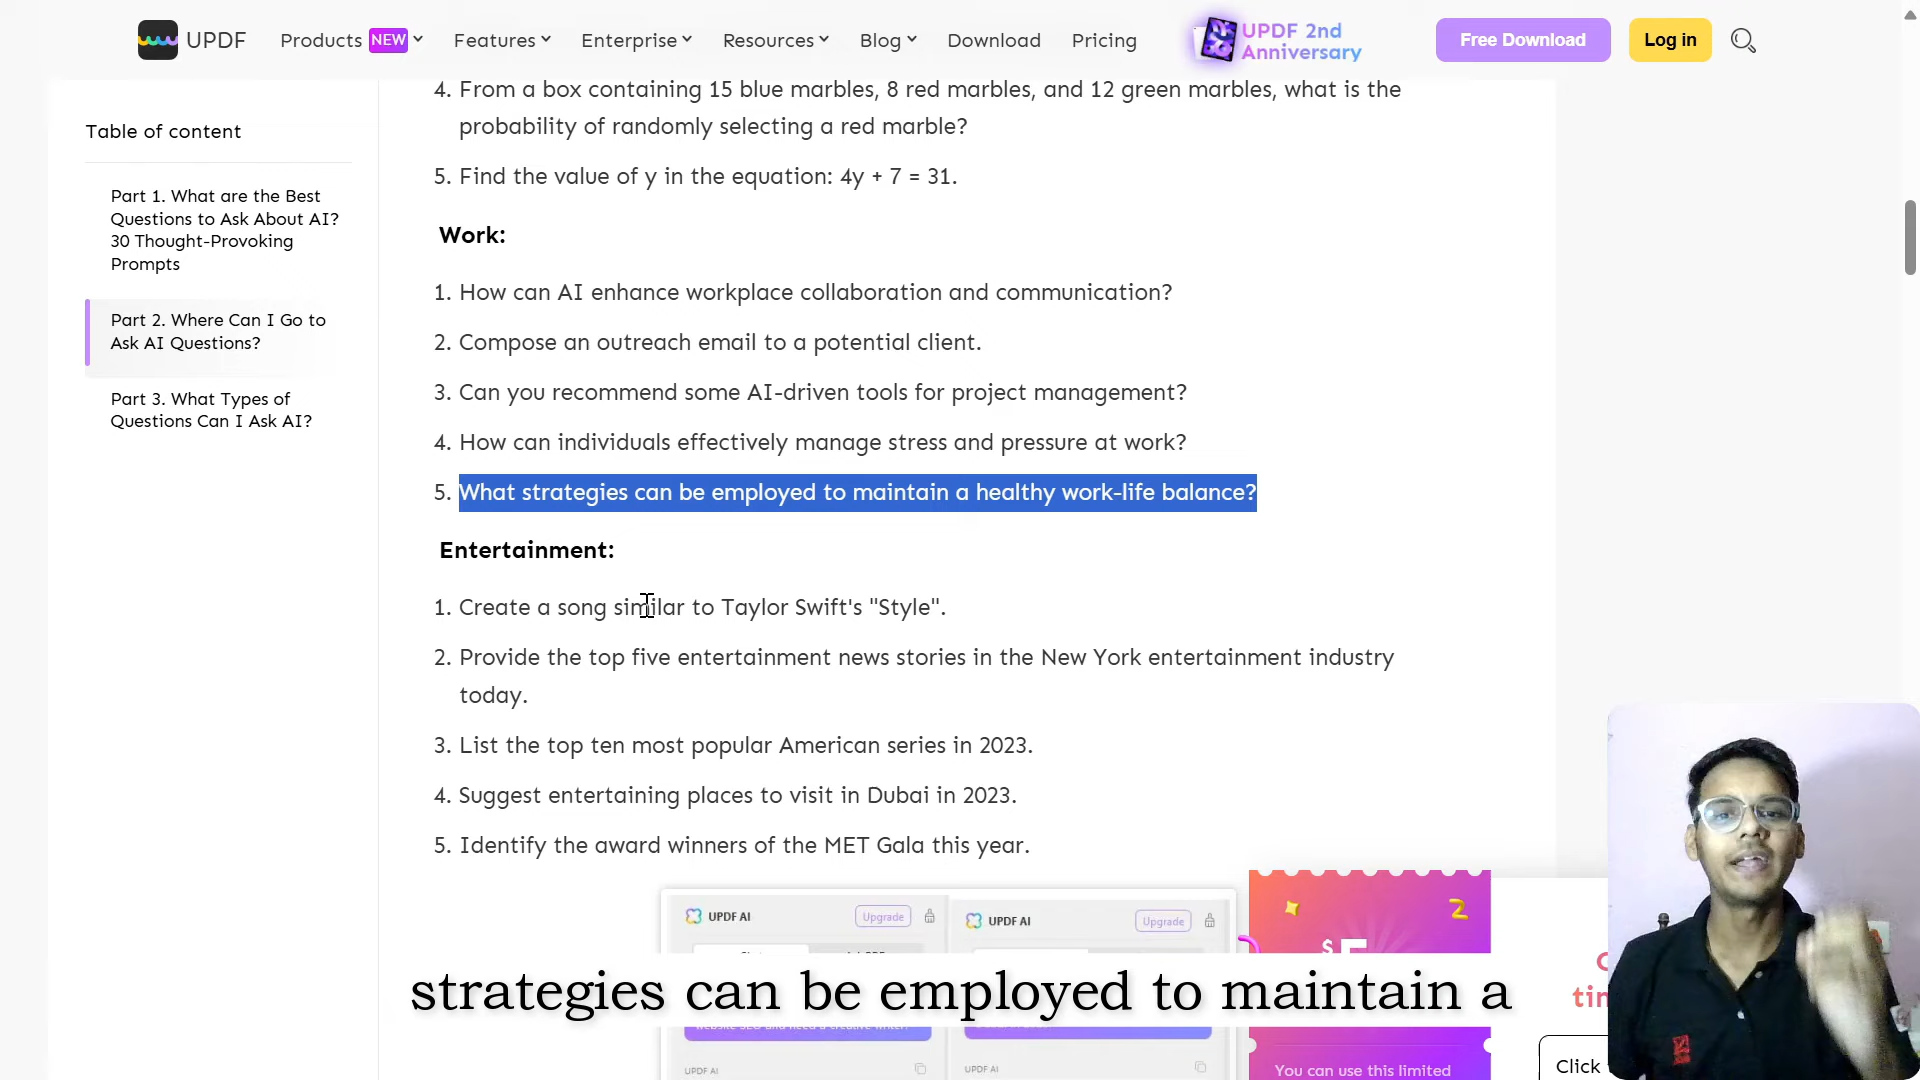 UPDF
Products NEW
Features
Enterprise
Resources
Blog
Download
Pricing
UPDF 2nd
Anniversary
Free Download
Log in
Table of content
Part 1. What are the Best
Questions to Ask About AI?
30 Thought-Provoking
Prompts
Part 2. Where Can I Go to
Ask AI Questions?
Part 3. What Types of
Questions Can I Ask AI?
4. From a box containing 15 blue marbles, 8 red marbles, and 12 green marbles, what is the
probability of randomly selecting a red marble?
5. Find the value of y in the equation: 4y + 7 = 31.
Work:
1. How can AI enhance workplace collaboration and communication?
2. Compose an outreach email to a potential client.
3. Can you recommend some AI-driven tools for project management?
4. How can individuals effectively manage stress and pressure at work?
5. What strategies can be employed to maintain a healthy work-life balance?
Entertainment:
1. Create a song similar to Taylor Swift's "Style".
2. Provide the top five entertainment news stories in the New York entertainment industry
today.
3. List the top ten most popular American series in 2023.
4. Suggest entertaining places to visit in Dubai in 2023.
5. Identify the award winners of the MET Gala this year.
UPDF AI
Upgrade
UPDF AI
Upgrade
2
$5
strategies can be employed to maintain a
UPDF AI
UPDF AI
You can use this limited
Click